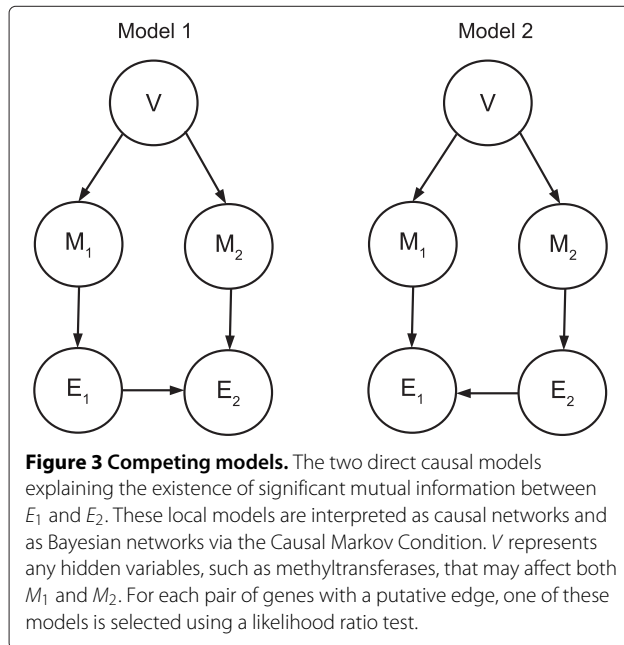 Model 1 Model 2
V V
M₁ M₂ M₁ M₂
E₁ E₂ E₁ E₂
Figure 3 Competing models. The two direct causal models
explaining the existence of significant mutual information between
E₁ and E₂. These local models are interpreted as causal networks and
as Bayesian networks via the Causal Markov Condition. V represents
any hidden variables, such as methyltransferases, that may affect both
M₁ and M₂. For each pair of genes with a putative edge, one of these
models is selected using a likelihood ratio test.